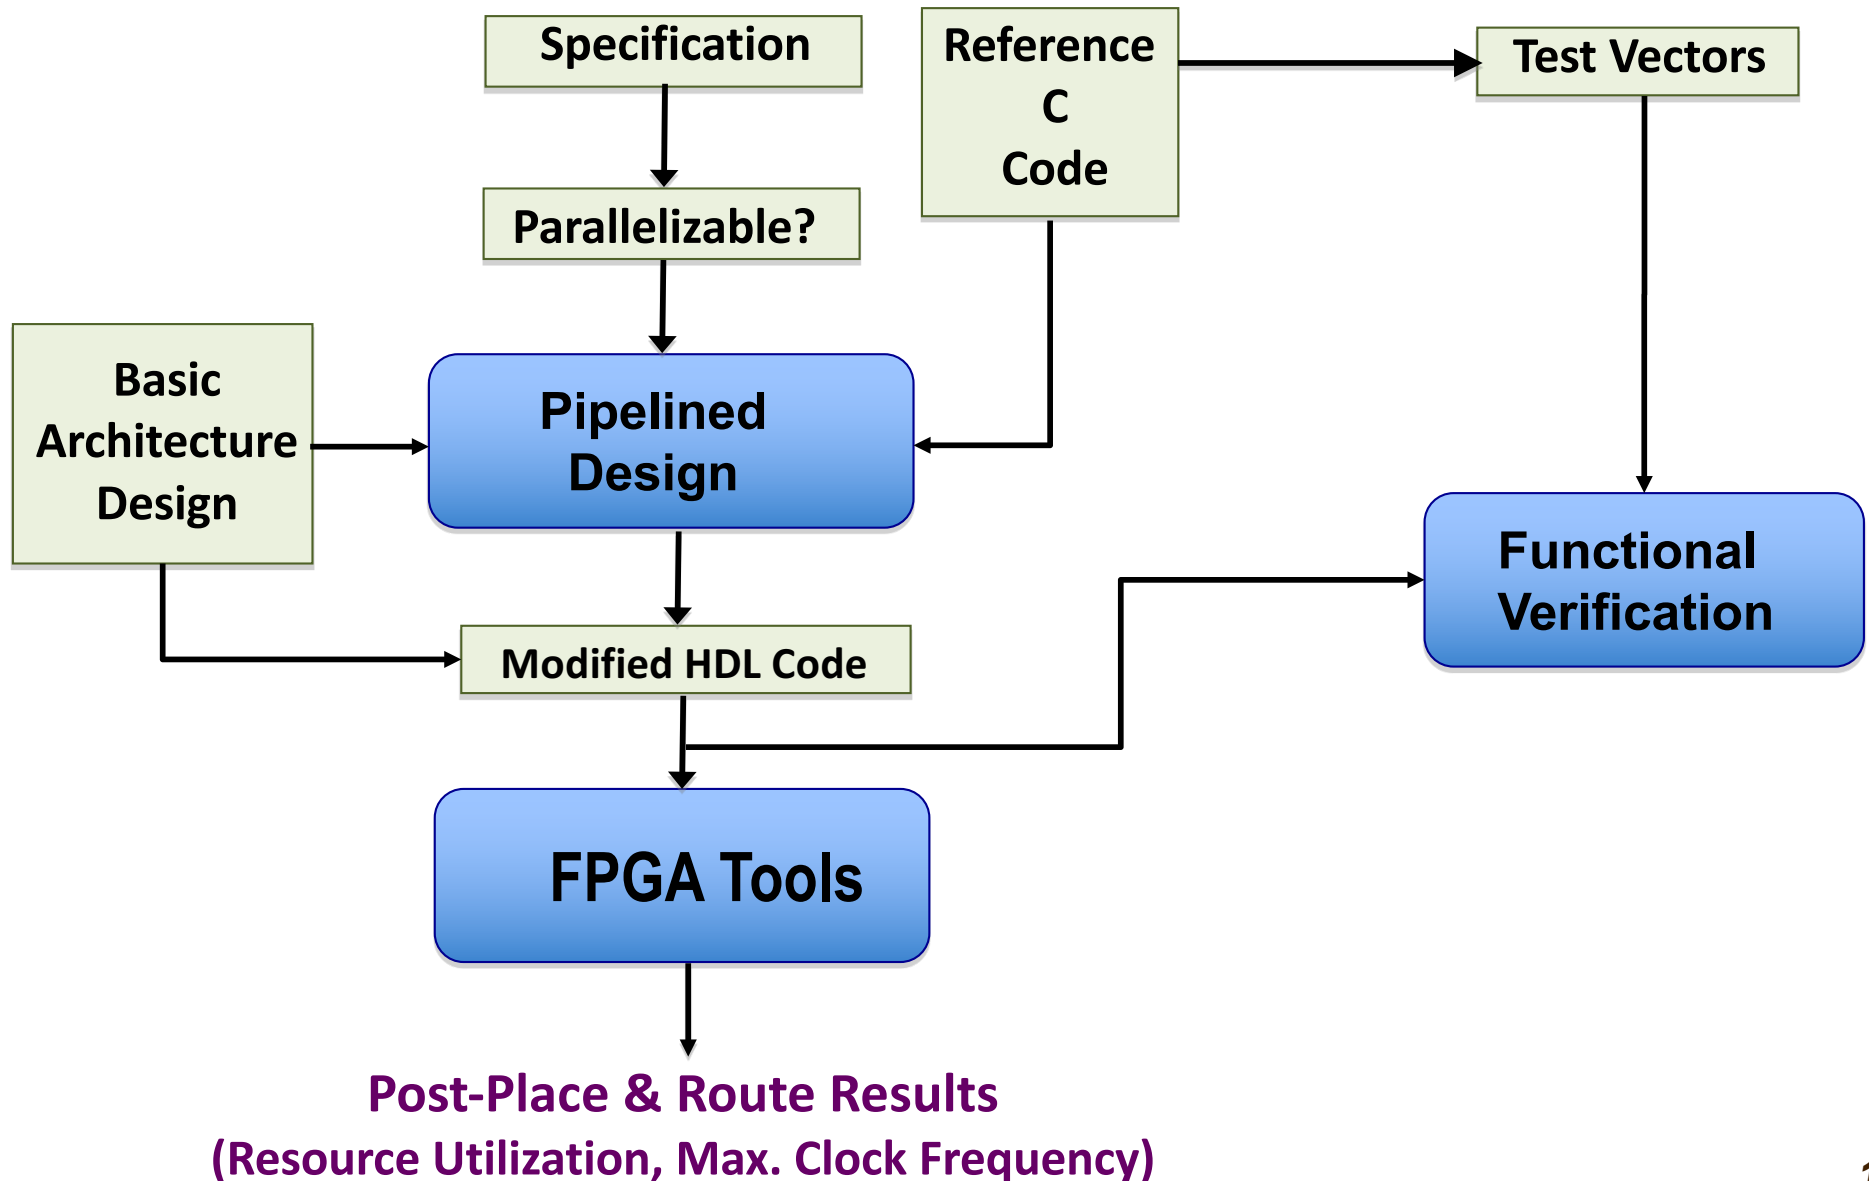 Specification
Reference
C
Code
Test Vectors
Parallelizable?
Basic
Architecture
Design
Pipelined
Design
Functional
Verification
Modified HDL Code
FPGA Tools
Post-Place & Route Results
(Resource Utilization, Max. Clock Frequency)